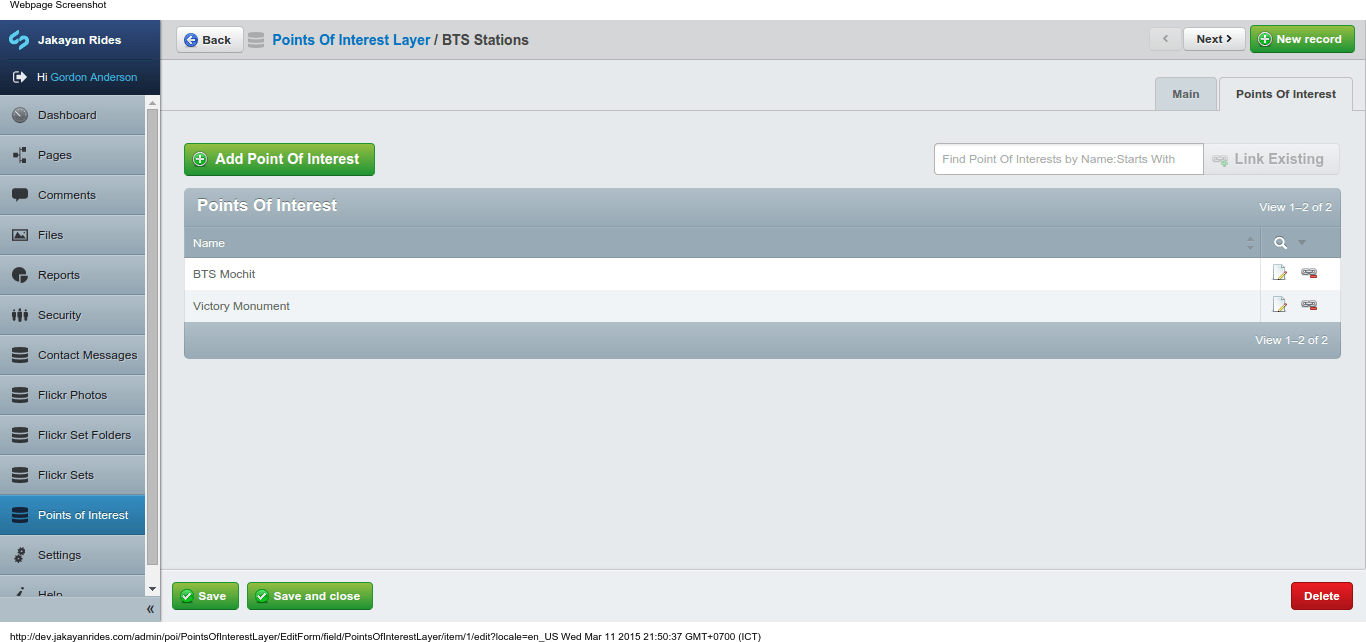 Webpage Screenshot
Jakayan Rides
Hi Gordon Anderson
Dashboard
Pages
Comments
Files
Reports
Security
Contact Messages
Flickr Photos
Flickr Set Folders
Flickr Sets
Points of Interest
Settings
Help
«
Back
Points Of Interest Layer / BTS Stations
< Next >
New record
Main
Points Of Interest
Add Point Of Interest
Find Point Of Interests by Name:Starts With
Link Existing
Points Of Interest
View 1–2 of 2
Name
BTS Mochit
Victory Monument
View 1–2 of 2
Save
Save and close
Delete
http://dev.jakayanrides.com/admin/poi/PointsOfInterestLayer/EditForm/field/PointsOfInterestLayer/item/1/edit?locale=en_US Wed Mar 11 2015 21:50:37 GMT+0700 (ICT)